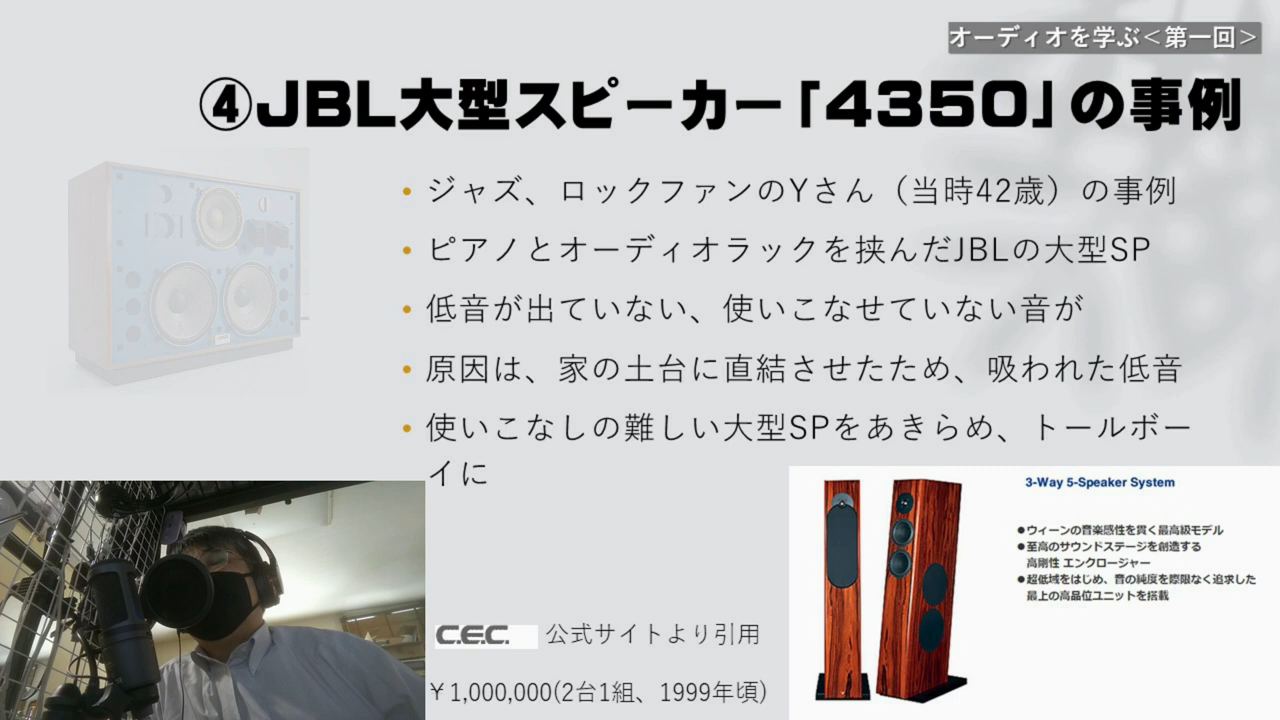 オーディオを学ぶ＜第一回＞
④JBL大型スピーカー「4350」の事例
• ジャズ、ロックファンのYさん（当時42歳）の事例
• ピアノとオーディオラックを挟んだJBLの大型SP
• 低音が出ていない、使いこなせていない音が
• 原因は、家の土台に直結させたため、吸われた低音
• 使いこなしの難しい大型SPをあきらめ、トールボー
イに
3-Way 5-Speaker System
●ウィーンの音楽感性を貫く最高級モデル
●至高のサウンドステージを創造する
高剛性 エンクロージャー
●超低域をはじめ、音の純度を際限なく追求した
最上の高品位ユニットを搭載
C.E.C. 公式サイトより引用
￥1,000,000(2台1組、1999年頃)